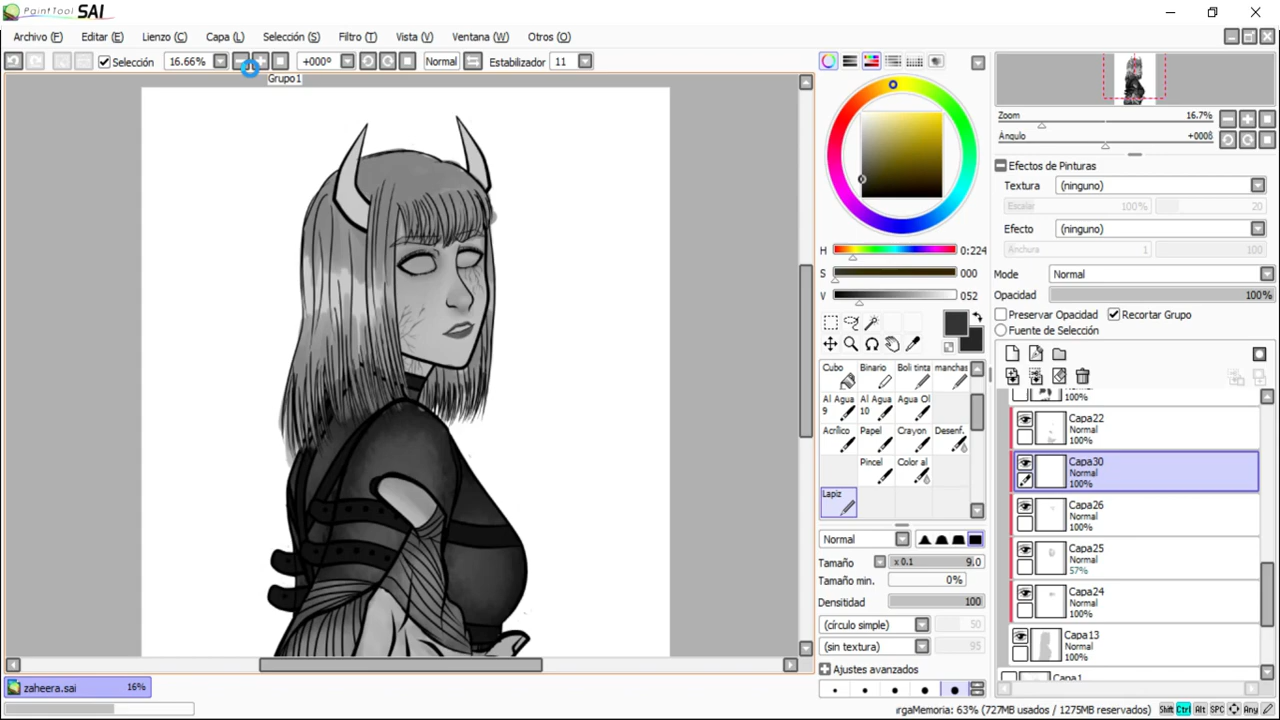 PaintTool SAI
Archivo (F) Editar (E) Lienzo (C) Capa (L) Selección (S) Filtro (T) Vista (V) Ventana (W) Otros (O)
Selección 16.66% +000º Normal Estabilizador 11
Grupo1
Zoom 16.7%
Ángulo +000ß
Efectos de Pinturas
Textura (ninguno)
Escalar 100% 20
Efecto (ninguno)
Anchura 1 100
Modo Normal
Opacidad 100%
Preservar Opacidad Recortar Grupo
Fuente de Selección
H 0:224
S 000
V 052
Cubo Binario Boli tinta manchas
Al Agua 9 Al Agua 10 Agua Ol
Acrílico Papel Crayon Desenf.
Pincel Color al
Lapiz
Normal
Tamaño x 0.1 9.0
Tamaño min. 0%
Densitidad 100
(círculo simple) 50
(sin textura) 95
Ajustes avanzados
100%
Capa22
Normal
100%
Capa30
Normal
100%
Capa26
Normal
100%
Capa25
Normal
57%
Capa24
Normal
100%
Capa13
Normal
100%
Capa1
zaheera.sai 16%
ırgaMemoria: 63% (727MB usados / 1275MB reservados) Shift Ctrl Alt SPC Any